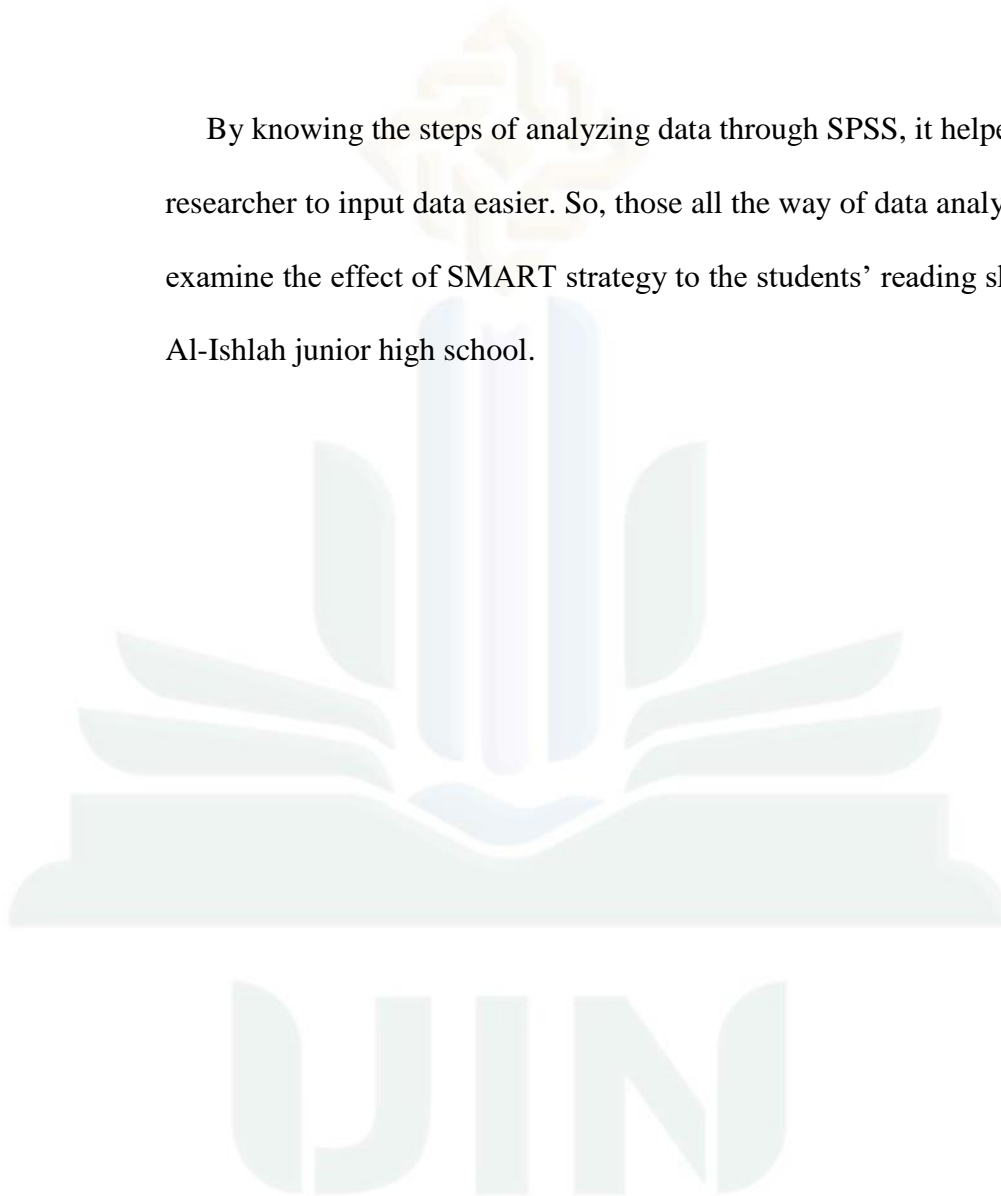 By knowing the steps of analyzing data through SPSS, it helpe
researcher to input data easier. So, those all the way of data analy
examine the effect of SMART strategy to the students’ reading sl
Al-Ishlah junior high school.
UIN